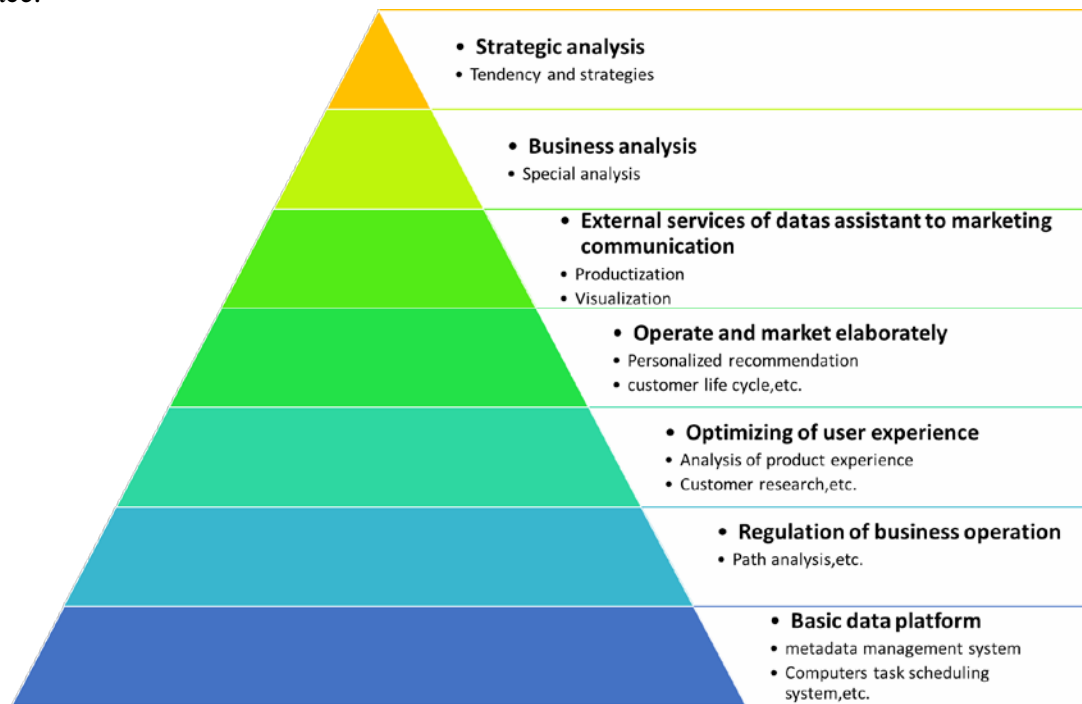 • Strategic analysis
• Tendency and strategies
• Business analysis
• Special analysis
• External services of datas assistant to marketing
communication
• Productization
• Visualization
• Operate and market elaborately
• Personalized recommendation
• customer life cycle,etc.
• Optimizing of user experience
• Analysis of product experience
• Customer research,etc.
• Regulation of business operation
• Path analysis,etc.
• Basic data platform
• metadata management system
• Computers task scheduling
system,etc.